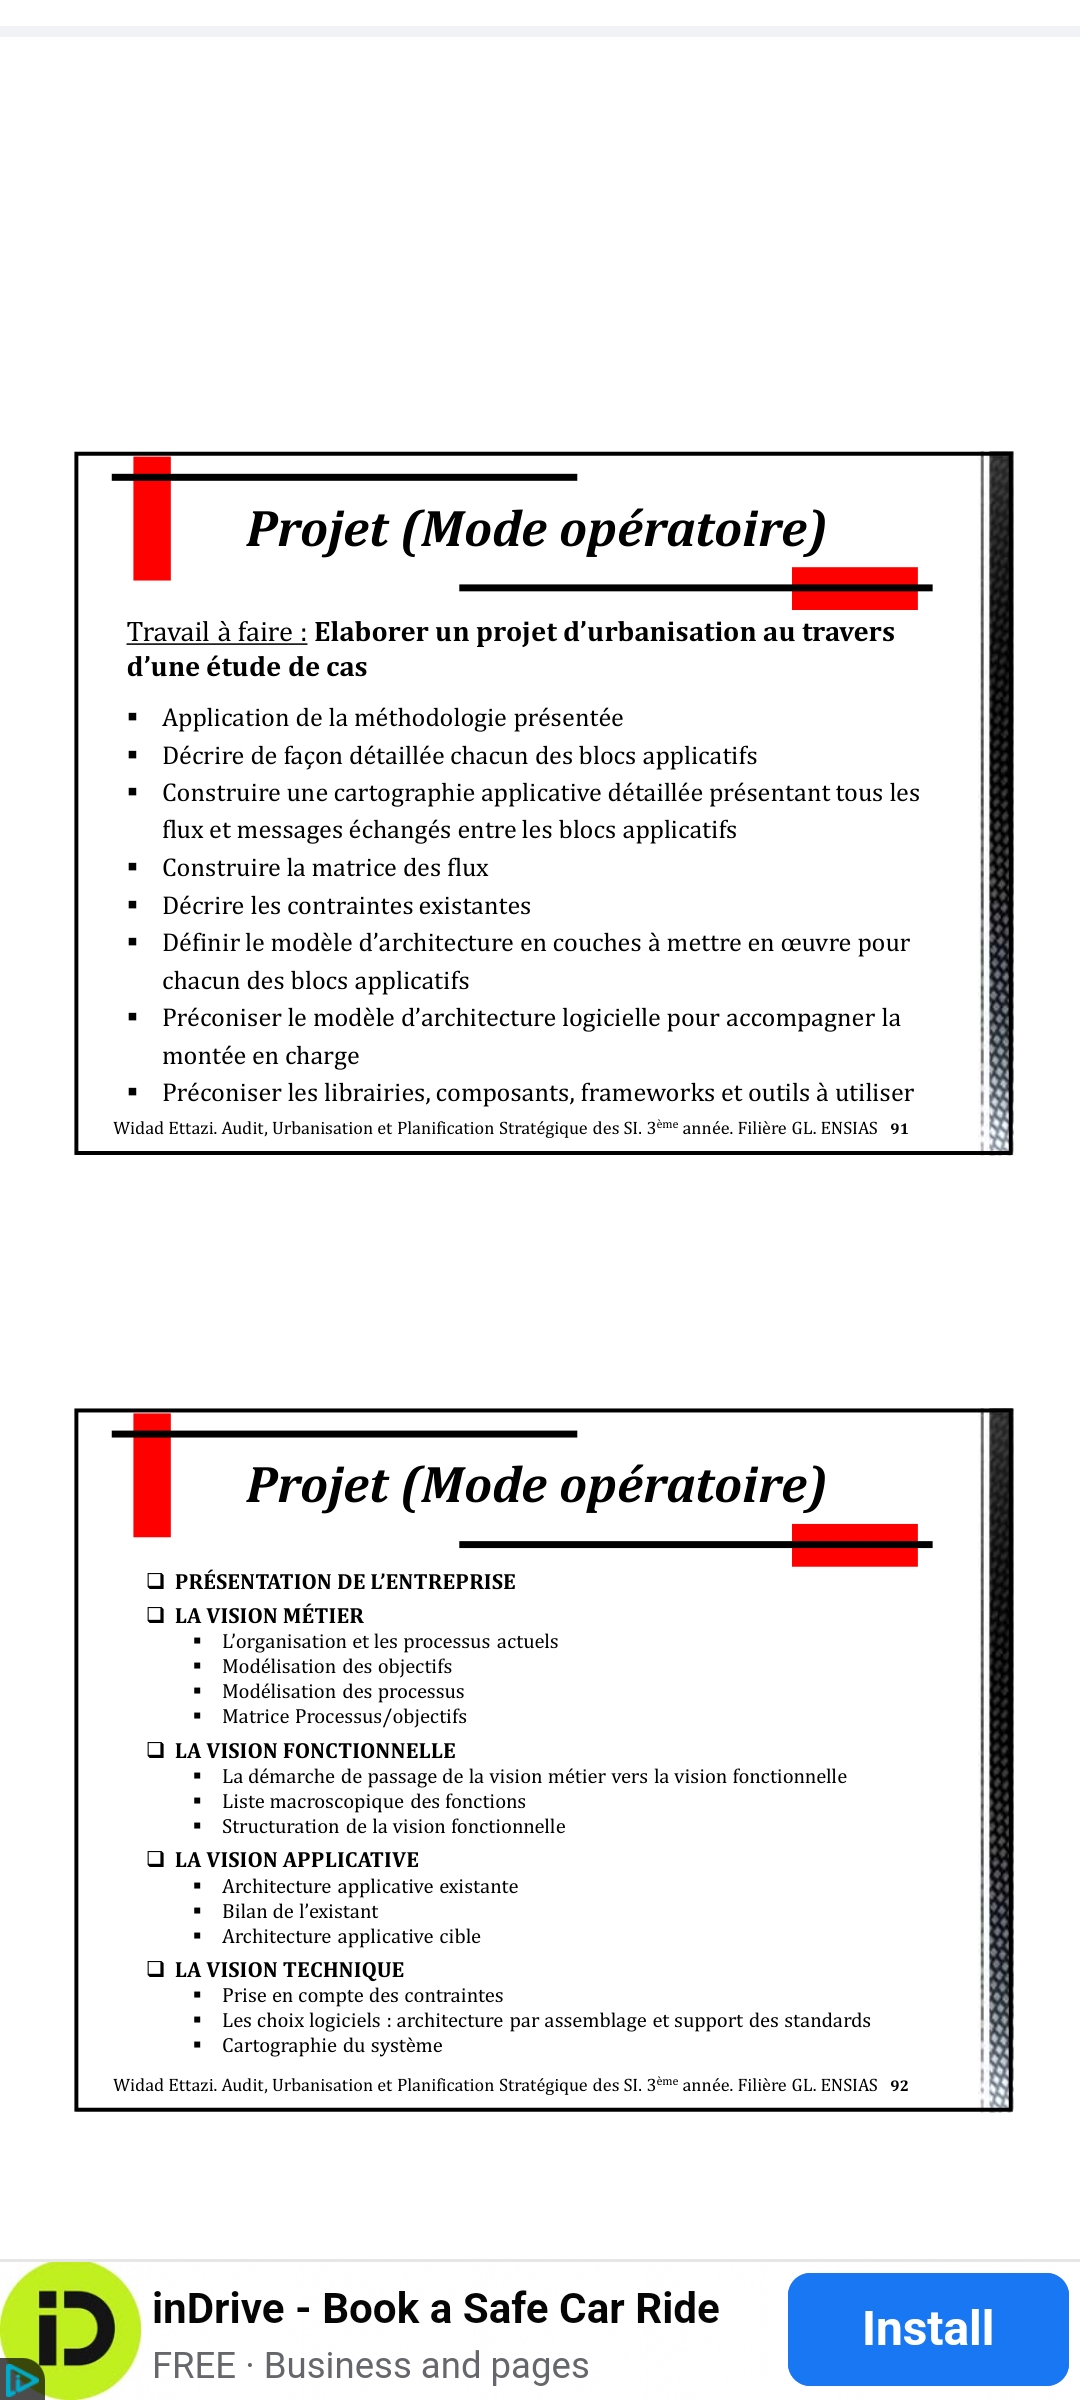 Projet (Mode opératoire)
Travail à faire : Elaborer un projet d'urbanisation au travers
d'une étude de cas
▪ Application de la méthodologie présentée
▪ Décrire de façon détaillée chacun des blocs applicatifs
▪ Construire une cartographie applicative détaillée présentant tous les
flux et messages échangés entre les blocs applicatifs
▪ Construire la matrice des flux
▪ Décrire les contraintes existantes
▪ Définir le modèle d'architecture en couches à mettre en œuvre pour
chacun des blocs applicatifs
▪ Préconiser le modèle d'architecture logicielle pour accompagner la
montée en charge
▪ Préconiser les librairies, composants, frameworks et outils à utiliser
Widad Ettazi. Audit, Urbanisation et Planification Stratégique des SI. 3ème année. Filière GL. ENSIAS 91
Projet (Mode opératoire)
❑ PRÉSENTATION DE L'ENTREPRISE
❑ LA VISION MÉTIER
▪ L'organisation et les processus actuels
▪ Modélisation des objectifs
▪ Modélisation des processus
▪ Matrice Processus/objectifs
❑ LA VISION FONCTIONNELLE
▪ La démarche de passage de la vision métier vers la vision fonctionnelle
▪ Liste macroscopique des fonctions
▪ Structuration de la vision fonctionnelle
❑ LA VISION APPLICATIVE
▪ Architecture applicative existante
▪ Bilan de l'existant
▪ Architecture applicative cible
❑ LA VISION TECHNIQUE
▪ Prise en compte des contraintes
▪ Les choix logiciels : architecture par assemblage et support des standards
▪ Cartographie du système
Widad Ettazi. Audit, Urbanisation et Planification Stratégique des SI. 3ème année. Filière GL. ENSIAS 92
iD
inDrive - Book a Safe Car Ride
FREE · Business and pages
Install